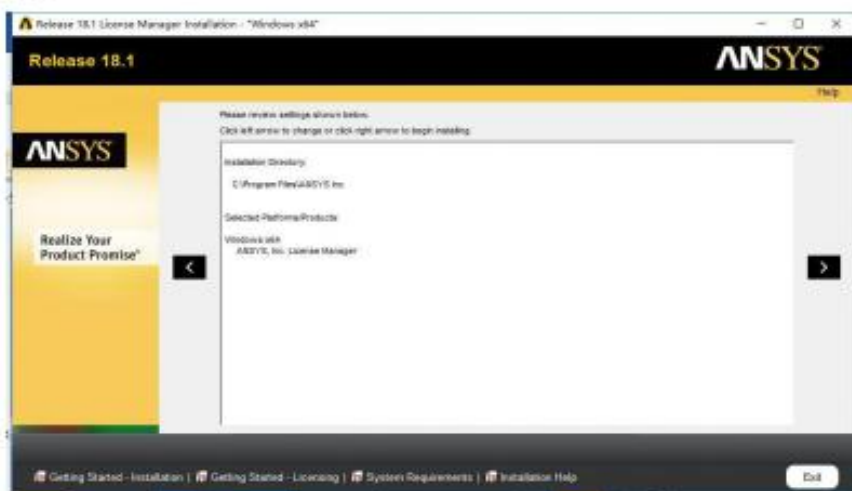 Release 18.1 License Manager Installation - "Windows x64"
Release 18.1
ANSYS
Help
Please review settings shown below.
Click left arrow to change or click right arrow to begin installing.
ANSYS
Installation Directory:
C:\Program Files\ANSYS Inc
Selected Platforms/Products:
Windows x64
ANSYS, Inc. License Manager
Realize Your
Product Promise®
<
>
Getting Started - Installation | Getting Started - Licensing | System Requirements | Installation Help
Exit